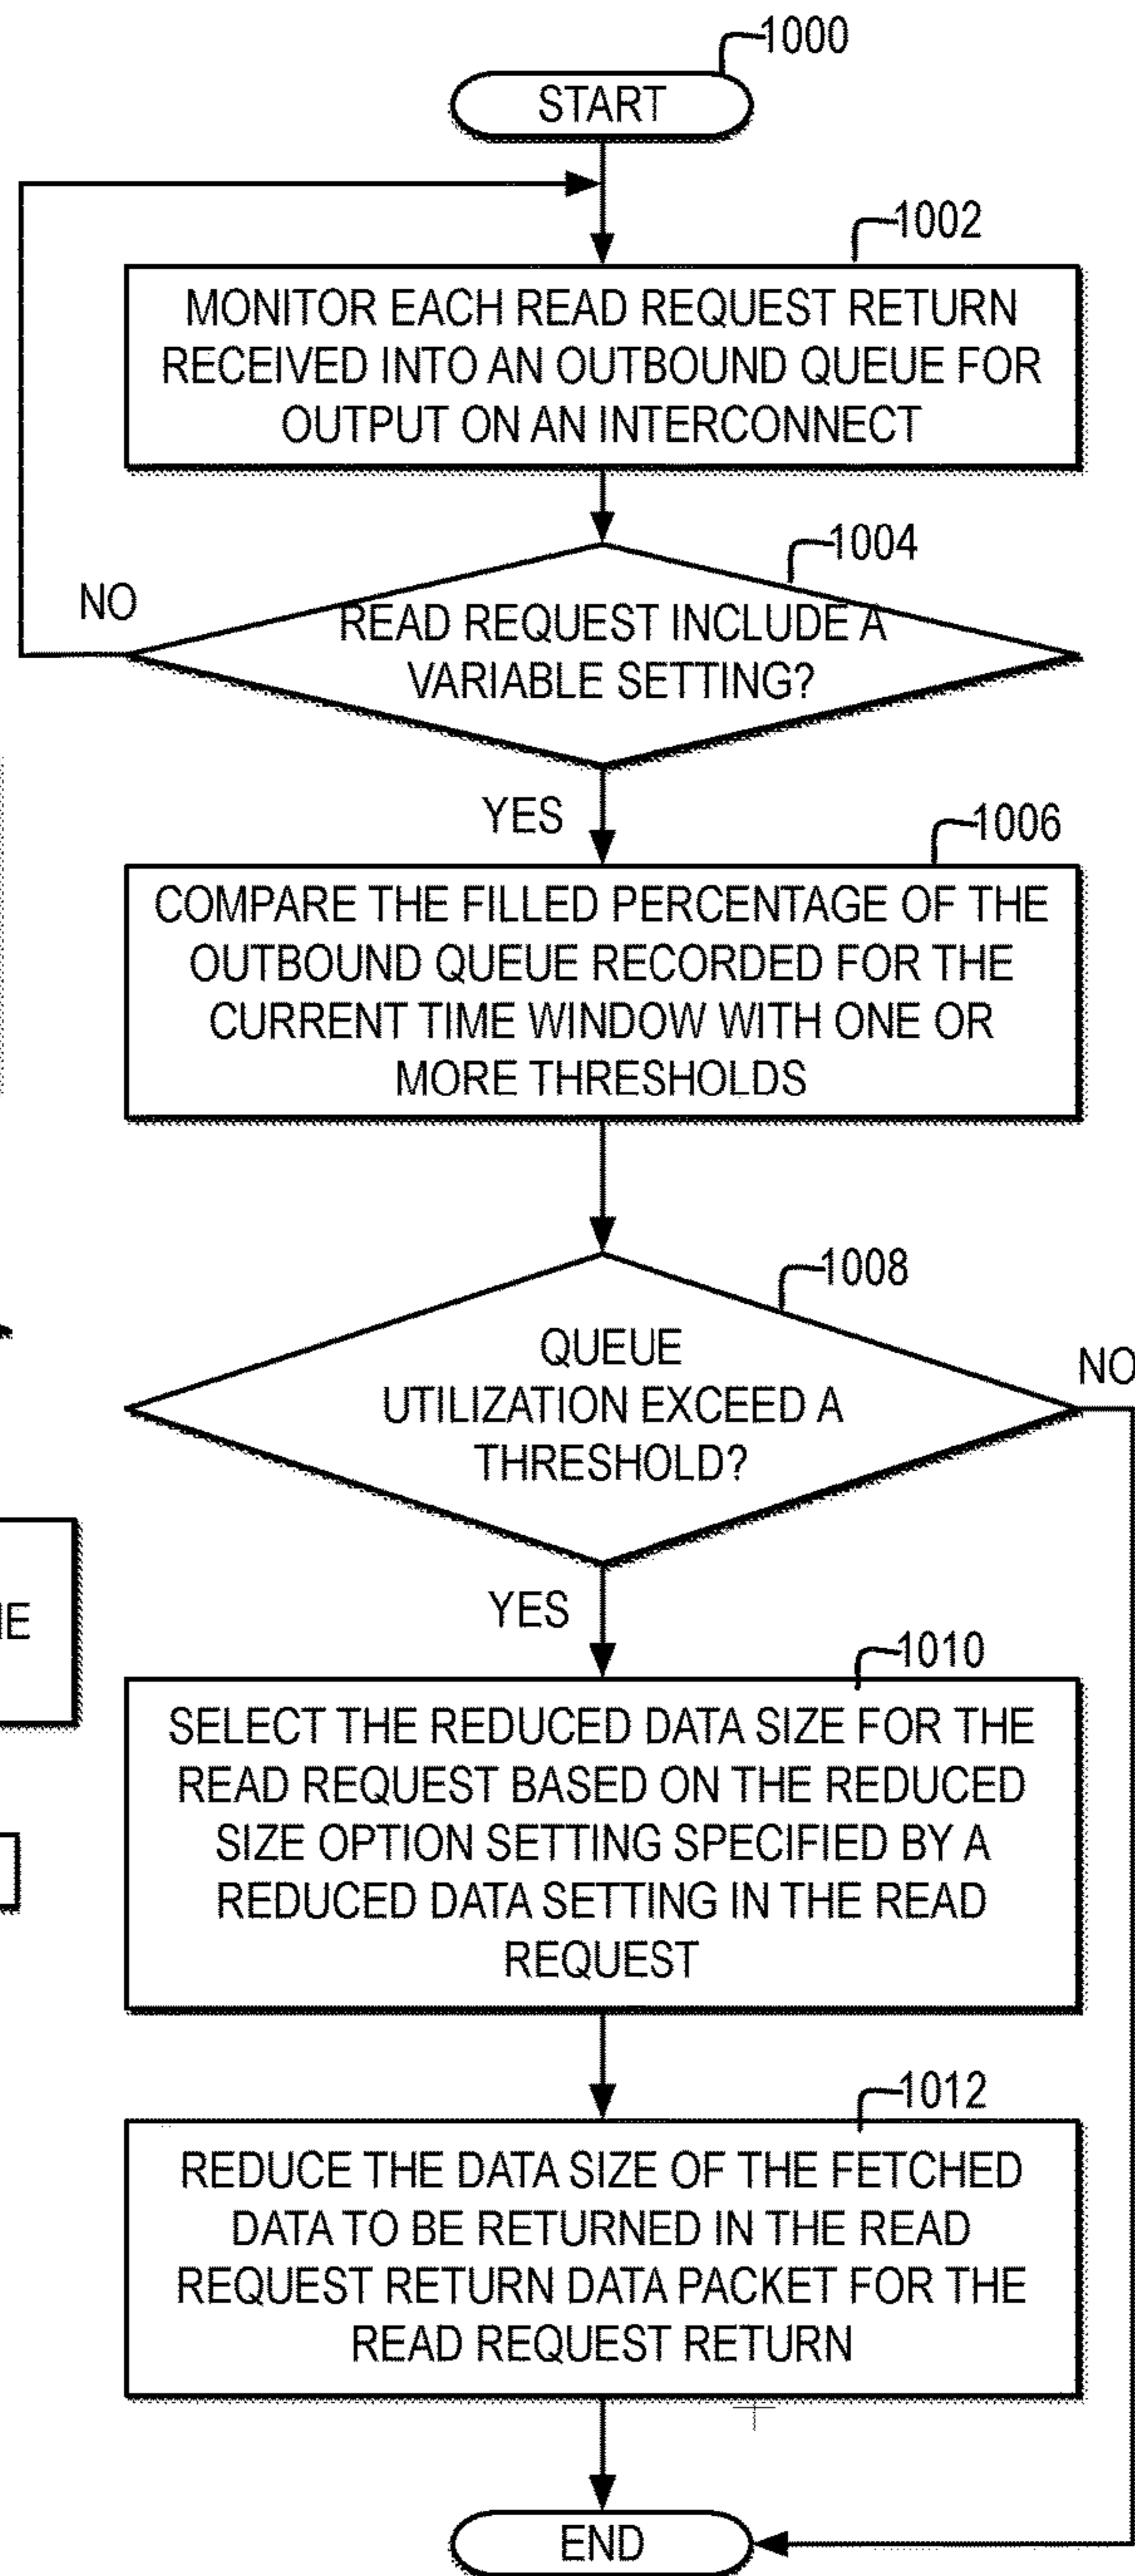 1000
START
1002
MONITOR EACH READ REQUEST RETURN
RECEIVED INTO AN OUTBOUND QUEUE FOR
OUTPUT ON AN INTERCONNECT
1004
NO
READ REQUEST INCLUDE A
VARIABLE SETTING?
YES
1006
COMPARE THE FILLED PERCENTAGE OF THE
OUTBOUND QUEUE RECORDED FOR THE
CURRENT TIME WINDOW WITH ONE OR
MORE THRESHOLDS
1008
QUEUE
UTILIZATION EXCEED A
THRESHOLD?
NO
YES
1010
SELECT THE REDUCED DATA SIZE FOR THE
READ REQUEST BASED ON THE REDUCED
SIZE OPTION SETTING SPECIFIED BY A
REDUCED DATA SETTING IN THE READ
REQUEST
1012
REDUCE THE DATA SIZE OF THE FETCHED
DATA TO BE RETURNED IN THE READ
REQUEST RETURN DATA PACKET FOR THE
READ REQUEST RETURN
END